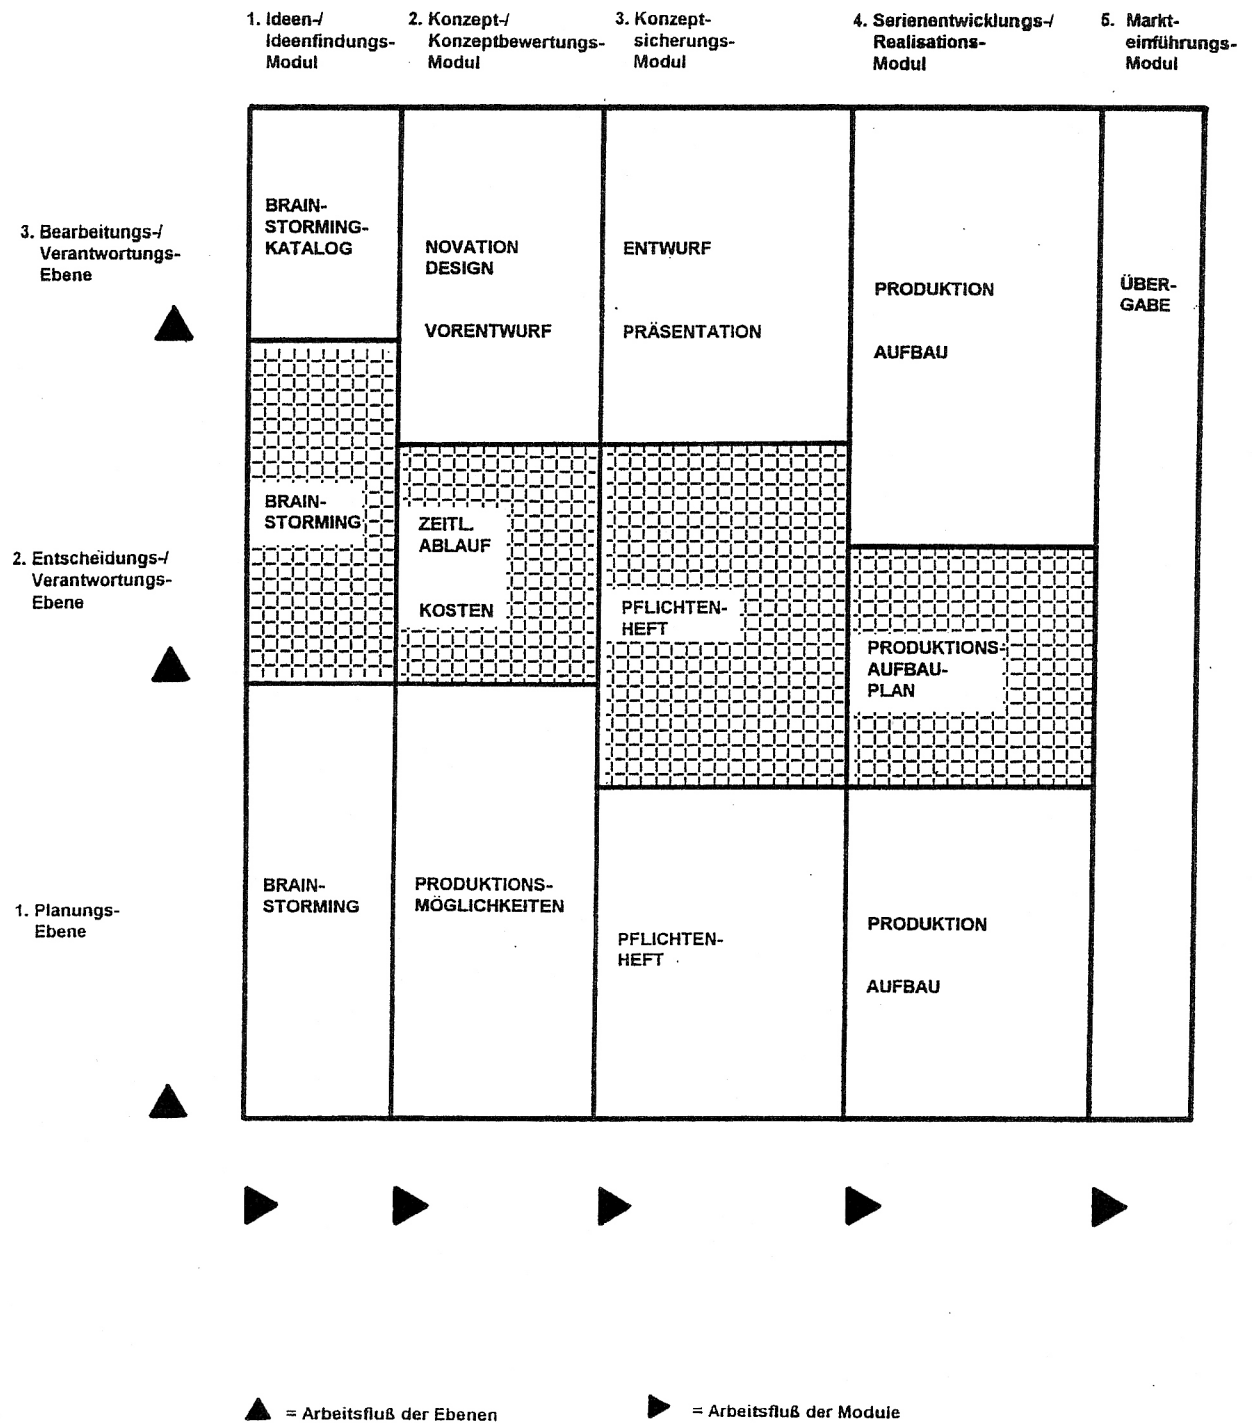 1. Ideen-/
Ideenfindungs-
Modul
2. Konzept-/
Konzeptbewertungs-
Modul
3. Konzept-
sicherungs-
Modul
4. Serienentwicklungs-/
Realisations-
Modul
5. Markt-
einführungs-
Modul
3. Bearbeitungs-/
Verantwortungs-
Ebene
BRAIN-
STORMING-
KATALOG
NOVATION
DESIGN
VORENTWURF
ENTWURF
PRÄSENTATION
PRODUKTION
AUFBAU
ÜBER-
GABE
2. Entscheidungs-/
Verantwortungs-
Ebene
BRAIN-
STORMING
ZEITL.
ABLAUF
KOSTEN
PFLICHTEN-
HEFT
PRODUKTIONS-
AUFBAU-
PLAN
1. Planungs-
Ebene
BRAIN-
STORMING
PRODUKTIONS-
MÖGLICHKEITEN
PFLICHTEN-
HEFT
PRODUKTION
AUFBAU
= Arbeitsfluß der Ebenen
= Arbeitsfluß der Module